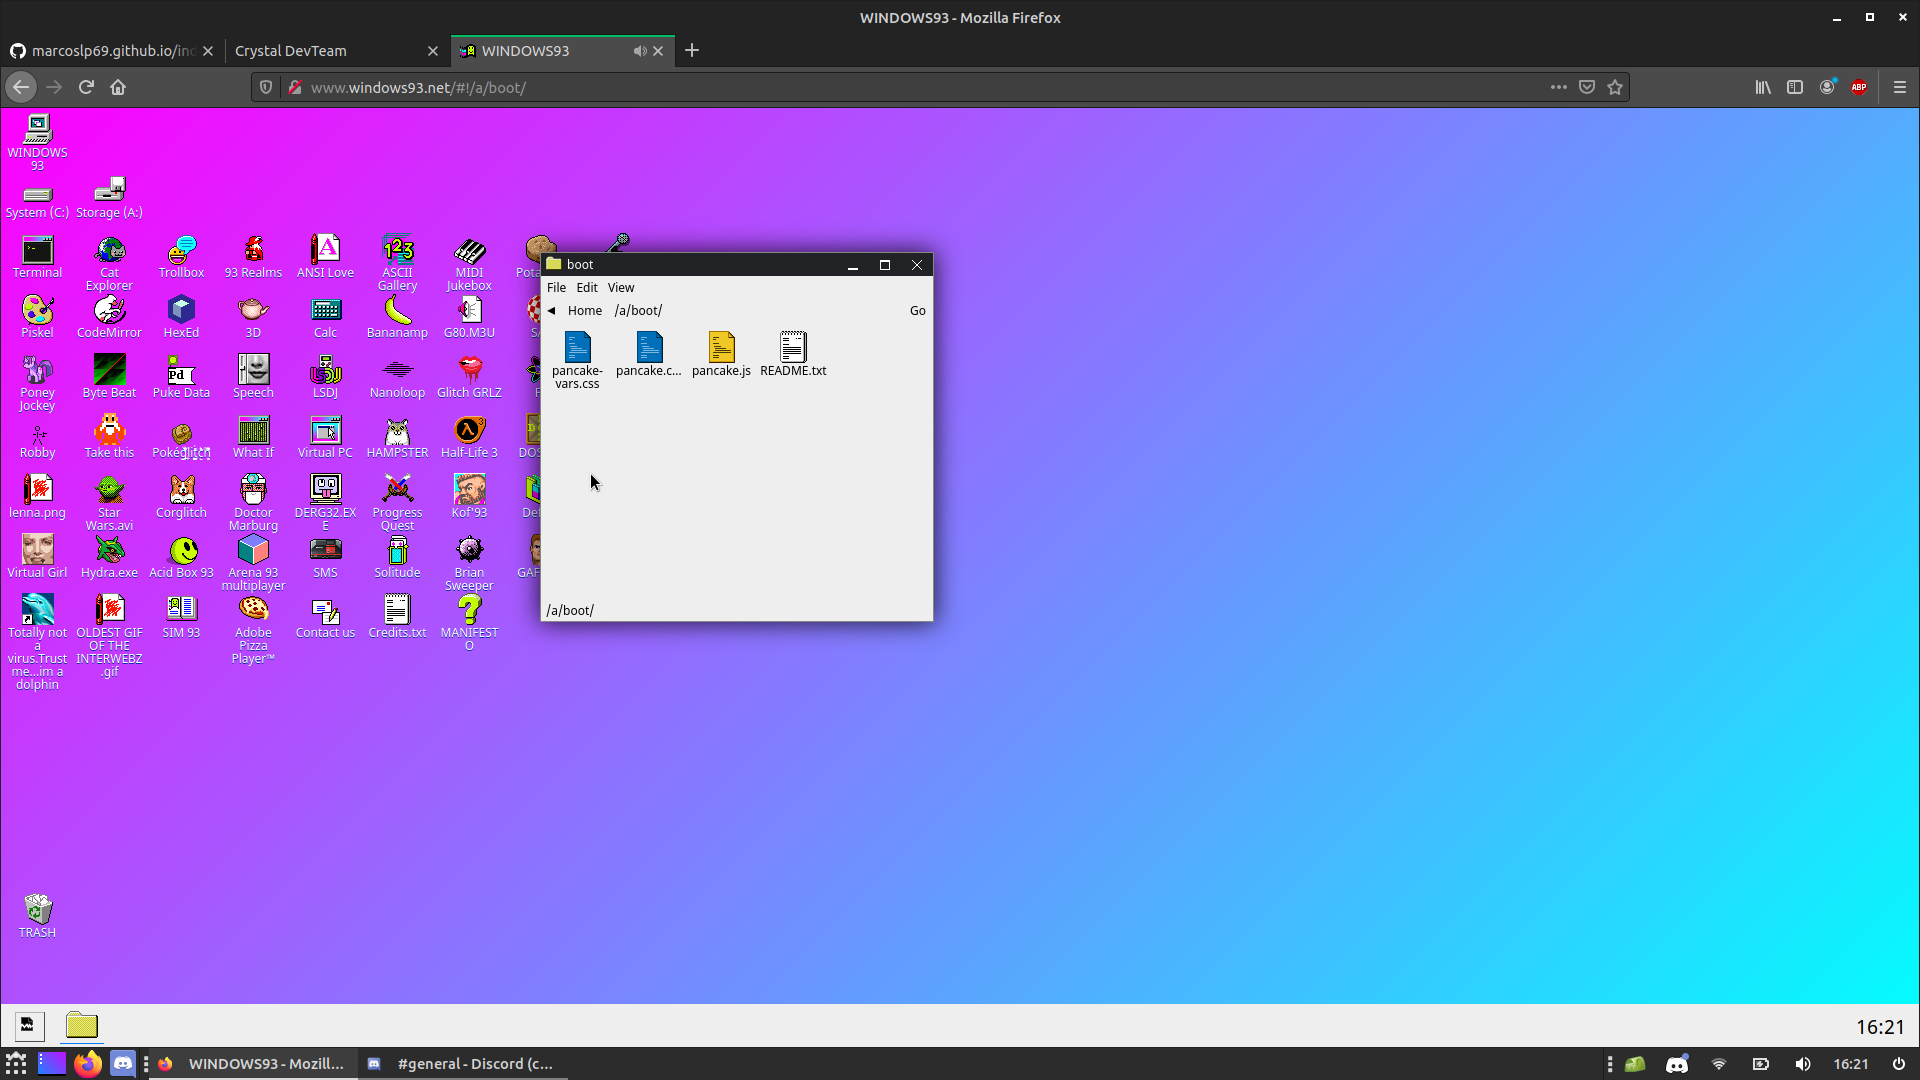 WINDOWS93 - Mozilla Firefox
marcoslp69.github.io/in
Crystal DevTeam
WINDOWS93
www.windows93.net/#!/a/boot/
ABP
WINDOWS
93
System (C:)
Storage (A:)
Terminal
Cat
Explorer
Trollbox
93 Realms
ANSI Love
ASCII
Gallery
MIDI
Jukebox
Piskel
CodeMirror
HexEd
3D
Calc
Bananamp
G80.M3U
Poney
Jockey
Byte Beat
Puke Data
Speech
LSDJ
Nanoloop
Glitch GRLZ
Robby
Take this
Pokéglitch
What If
Virtual PC
HAMPSTER
Half-Life 3
lenna.png
Star
Wars.avi
Corglitch
Doctor
Marburg
DERG32.EX
E
Progress
Quest
Kof'93
Virtual Girl
Hydra.exe
Acid Box 93
Arena 93
multiplayer
SMS
Solitude
Brian
Sweeper
Totally not
a
virus.Trust
me...im a
dolphin
OLDEST GIF
OF THE
INTERWEBZ
.gif
SIM 93
Adobe
Pizza
Player™
Contact us
Credits.txt
MANIFEST
O
TRASH
boot
File Edit View
Home /a/boot/ Go
pancake-
vars.css
pancake.c...
pancake.js
README.txt
/a/boot/
16:21
WINDOWS93 - Mozill...
#general - Discord (c...
16:21